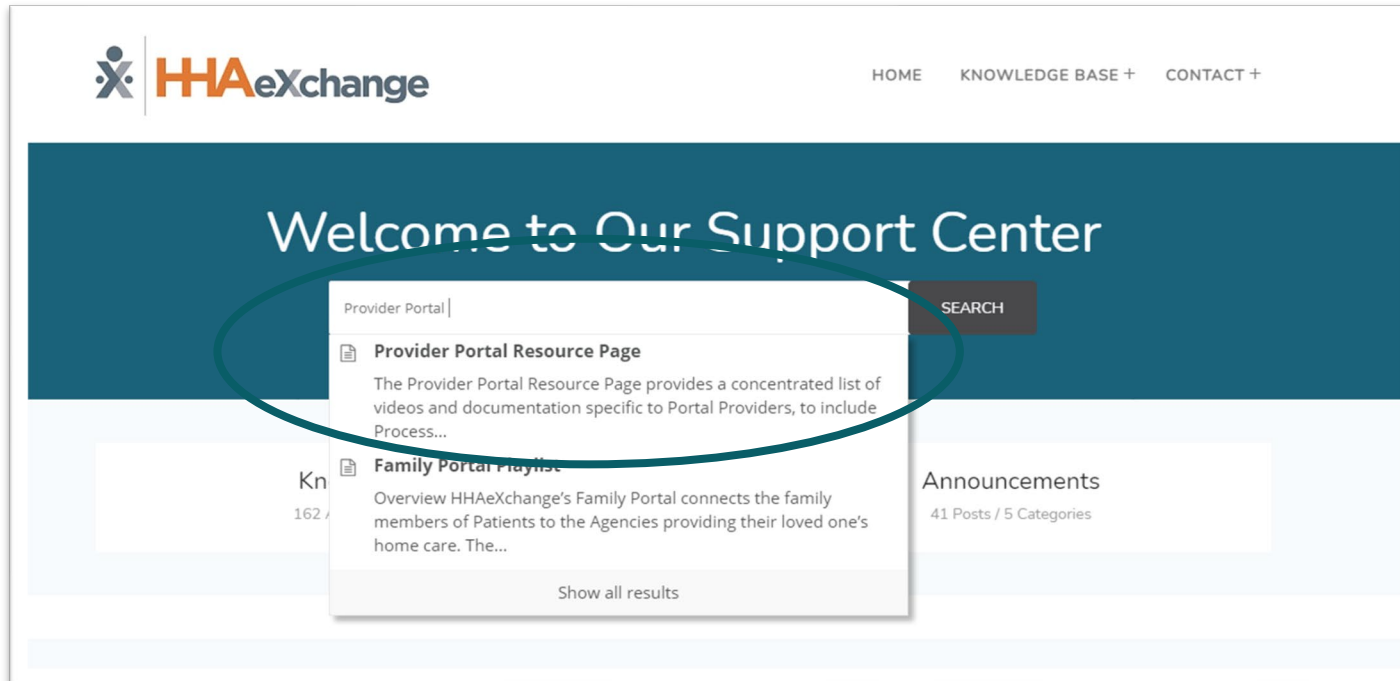 HHAeXchange
HOME KNOWLEDGE BASE + CONTACT +
Welcome to Our Support Center
Provider Portal
SEARCH
Provider Portal Resource Page
The Provider Portal Resource Page provides a concentrated list of
videos and documentation specific to Portal Providers, to include
Process...
Family Portal Playlist
Overview HHAeXchange's Family Portal connects the family
members of Patients to the Agencies providing their loved one's
home care. The...
Show all results
Kn
162
Announcements
41 Posts / 5 Categories